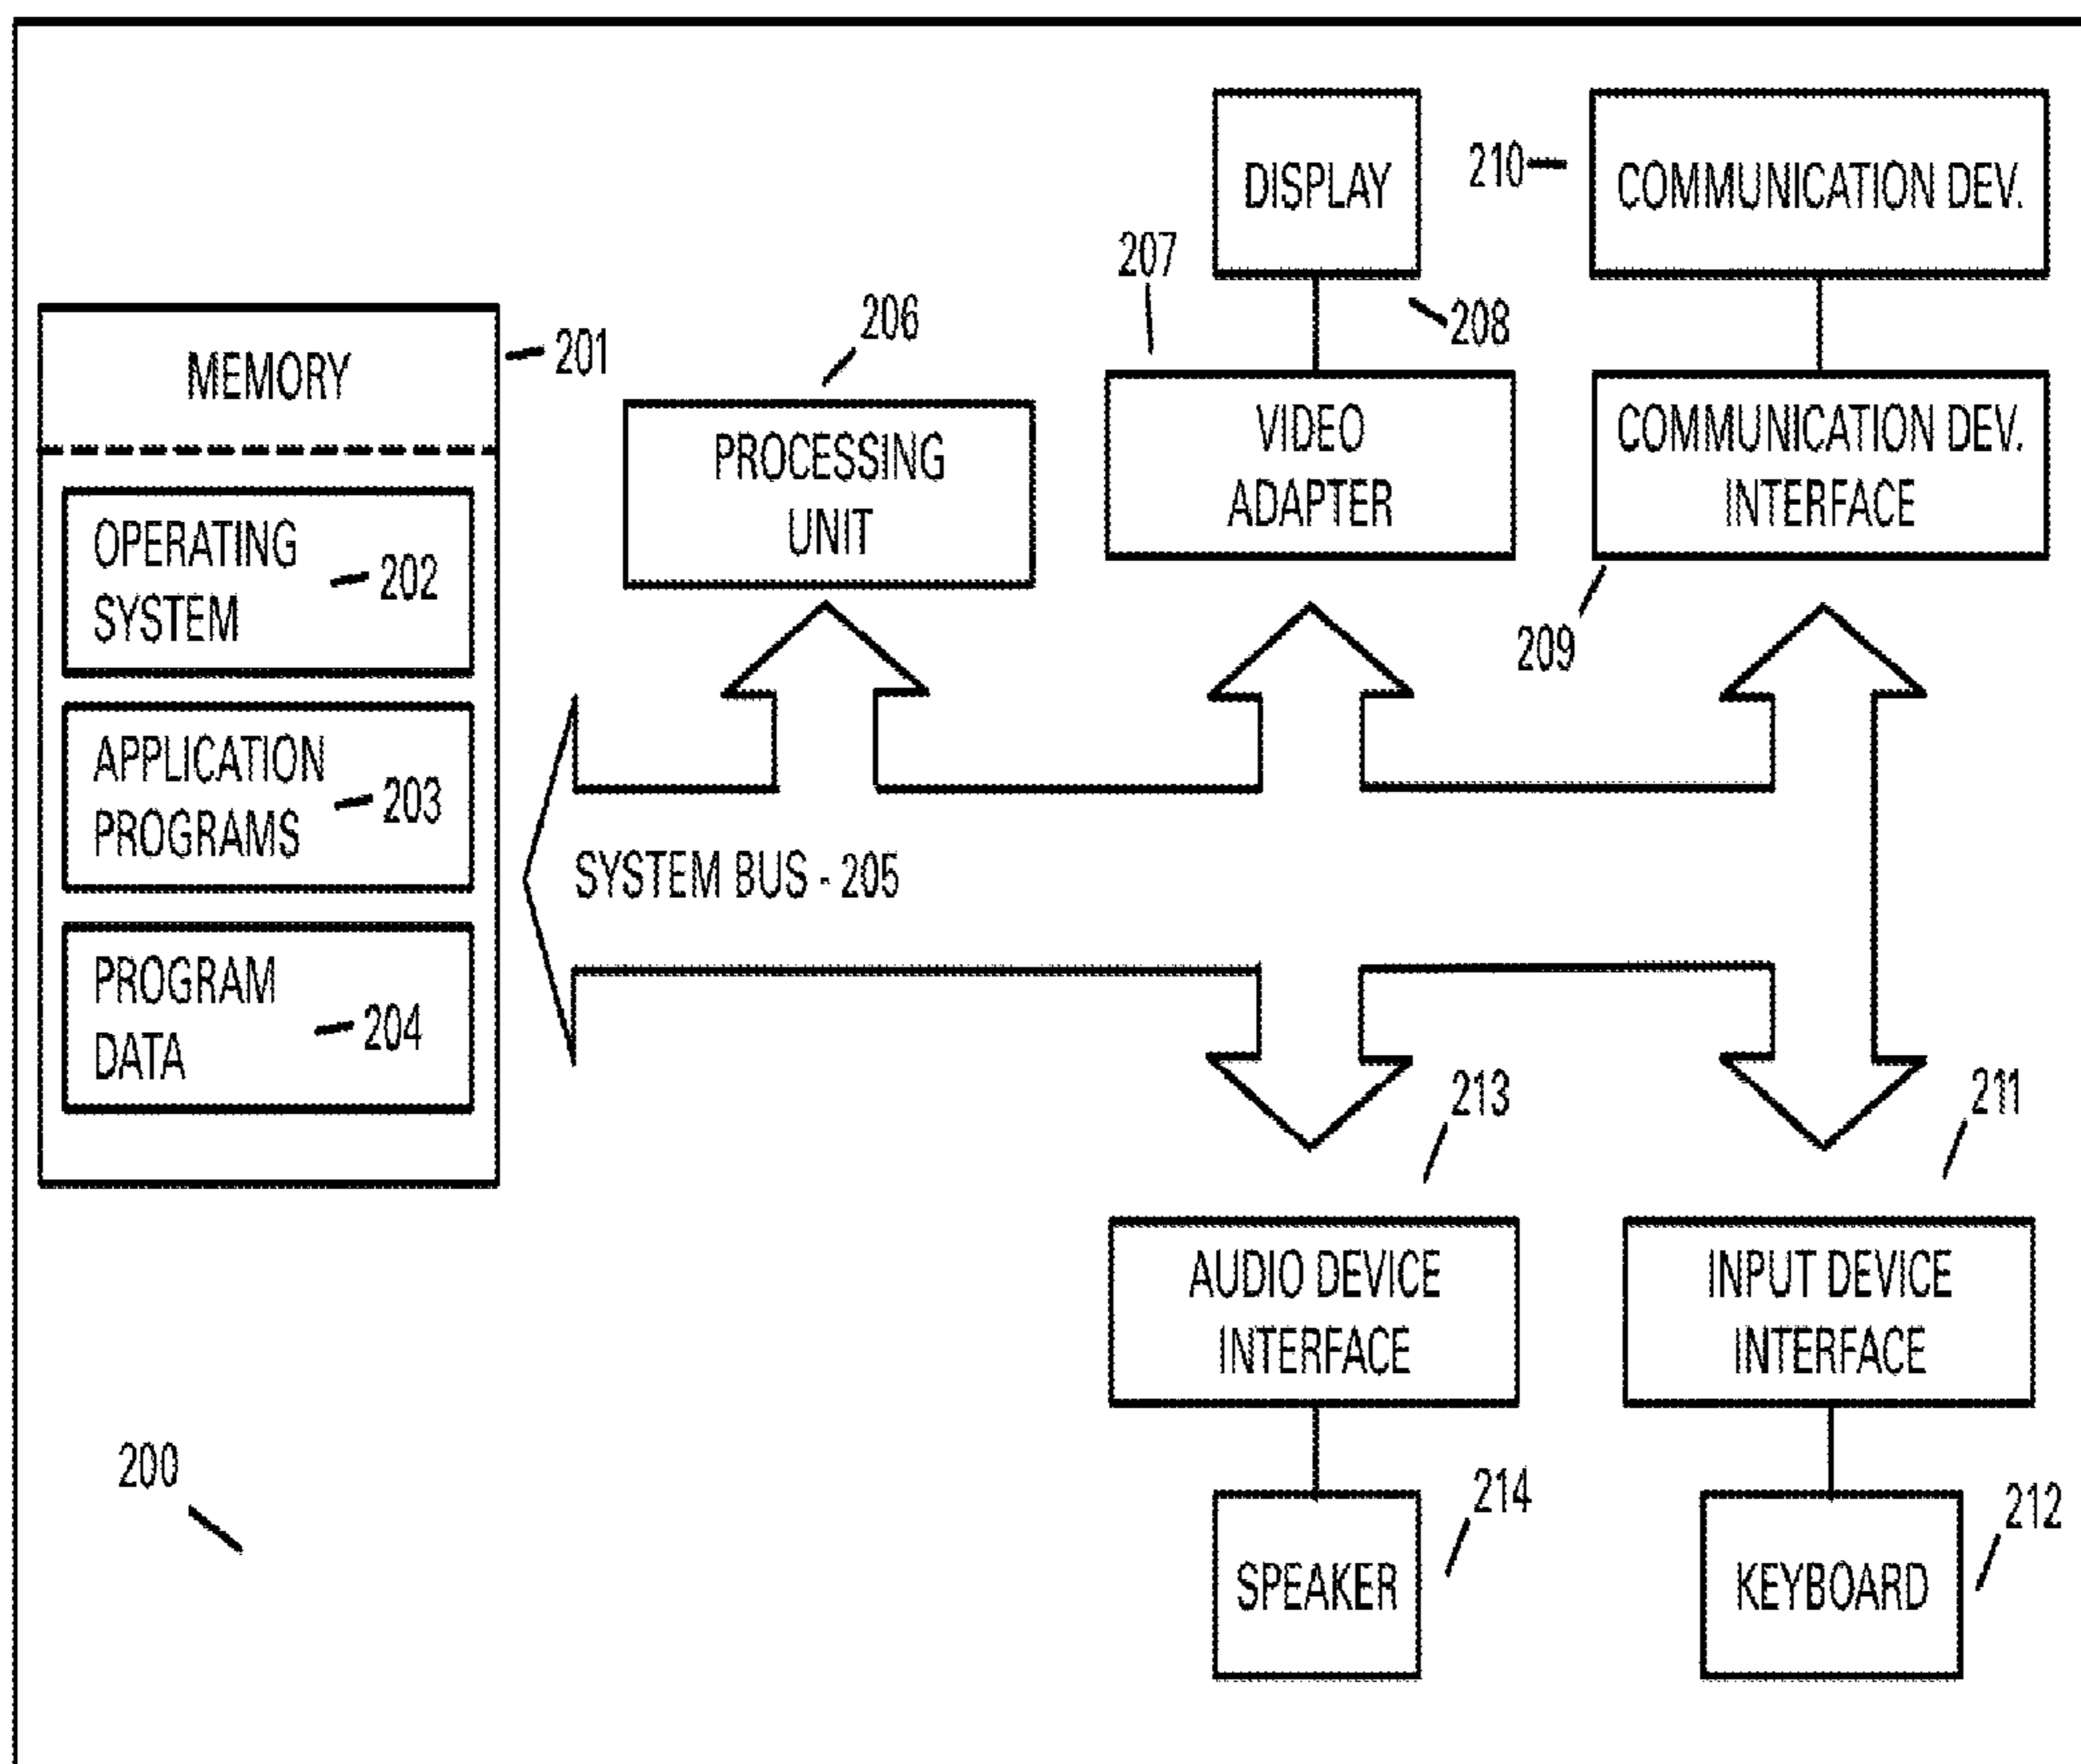 DISPLAY
210
COMMUNICATION DEV.
207
208
206
MEMORY
201
PROCESSING
UNIT
VIDEO
ADAPTER
COMMUNICATION DEV.
INTERFACE
209
OPERATING
SYSTEM
202
APPLICATION
PROGRAMS
203
SYSTEM BUS - 205
PROGRAM
DATA
204
213
211
AUDIO DEVICE
INTERFACE
INPUT DEVICE
INTERFACE
200
214
212
SPEAKER
KEYBOARD